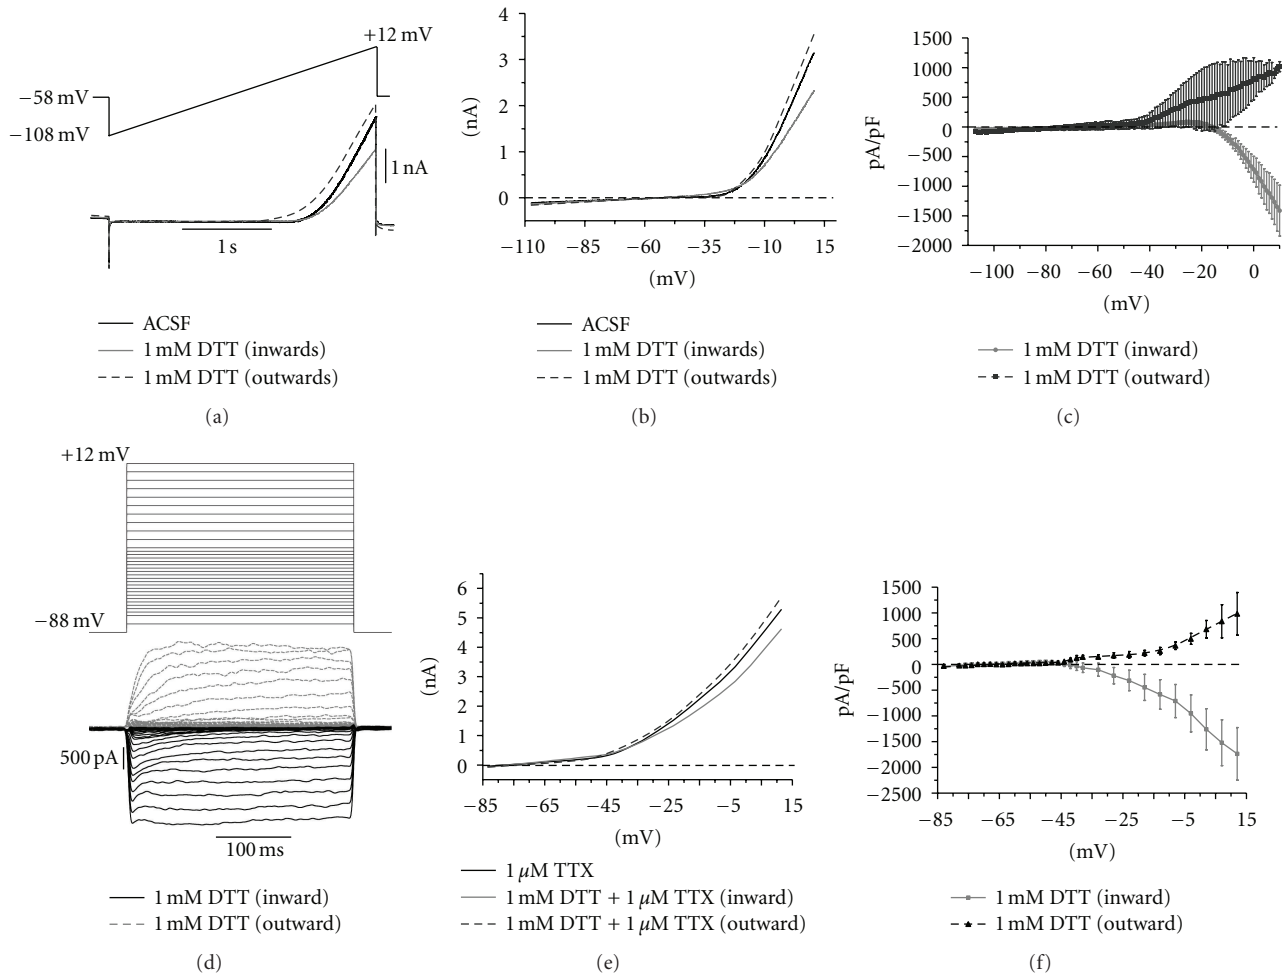 +12 mV
−58 mV
−108 mV
1 nA
1 s
ACSF
1 mM DTT (inwards)
1 mM DTT (outwards)
(a)
4
3
2
1
0
(nA)
−110 −85 −60 −35 −10 15
(mV)
ACSF
1 mM DTT (inwards)
1 mM DTT (outwards)
(b)
1500
1000
500
0
−500
−1000
−1500
−2000
pA/pF
−100 −80 −60 −40 −20 0
(mV)
1 mM DTT (inward)
1 mM DTT (outward)
(c)
+12 mV
−88 mV
500 pA
100 ms
1 mM DTT (inward)
1 mM DTT (outward)
(d)
6
5
4
3
2
1
0
(nA)
−85 −65 −45 −25 −5 15
(mV)
1 μM TTX
1 mM DTT + 1 μM TTX (inward)
1 mM DTT + 1 μM TTX (outward)
(e)
1500
1000
500
0
−500
−1000
−1500
−2000
−2500
pA/pF
−85 −65 −45 −25 −5 15
(mV)
1 mM DTT (inward)
1 mM DTT (outward)
(f)